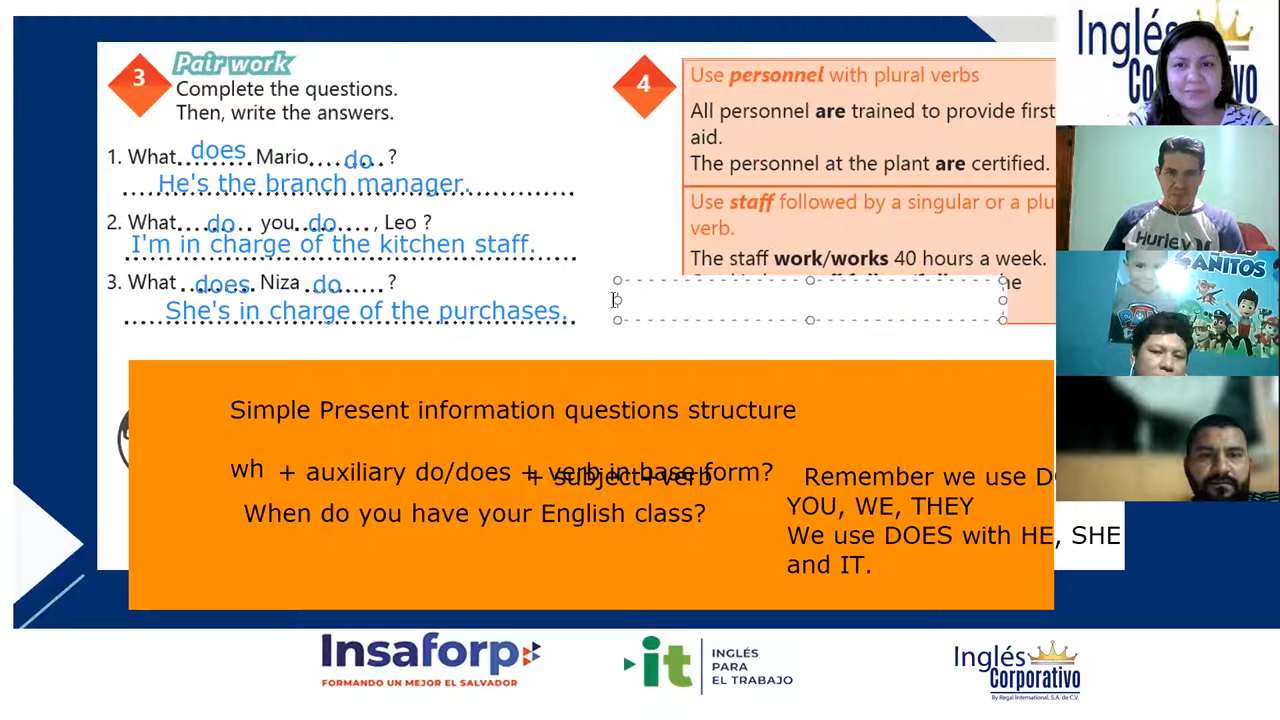 3
Pair work
Complete the questions.
Then, write the answers.
1. What.........does Mario.....do..?
He's the branch manager.
2. What....do.... you...do....., Leo ?
I'm in charge of the kitchen staff.
3. What....does.... Niza ...do.......?
She's in charge of the purchases.
4
Use personnel with plural verbs
All personnel are trained to provide first
aid.
The personnel at the plant are certified.
Use staff followed by a singular or a plu
verb.
The staff work/works 40 hours a week.
Simple Present information questions structure
wh + auxiliary do/does + verb in base form?
+ subject+verb
When do you have your English class?
Remember we use DO
YOU, WE, THEY
We use DOES with HE, SHE
and IT.
Inglés
Corporativo
Hurley
SAÑITOS
Insaforp
FORMANDO UN MEJOR EL SALVADOR
it
INGLÉS
PARA
EL TRABAJO
Inglés
Corporativo
By Regal International, S.A. de C.V.